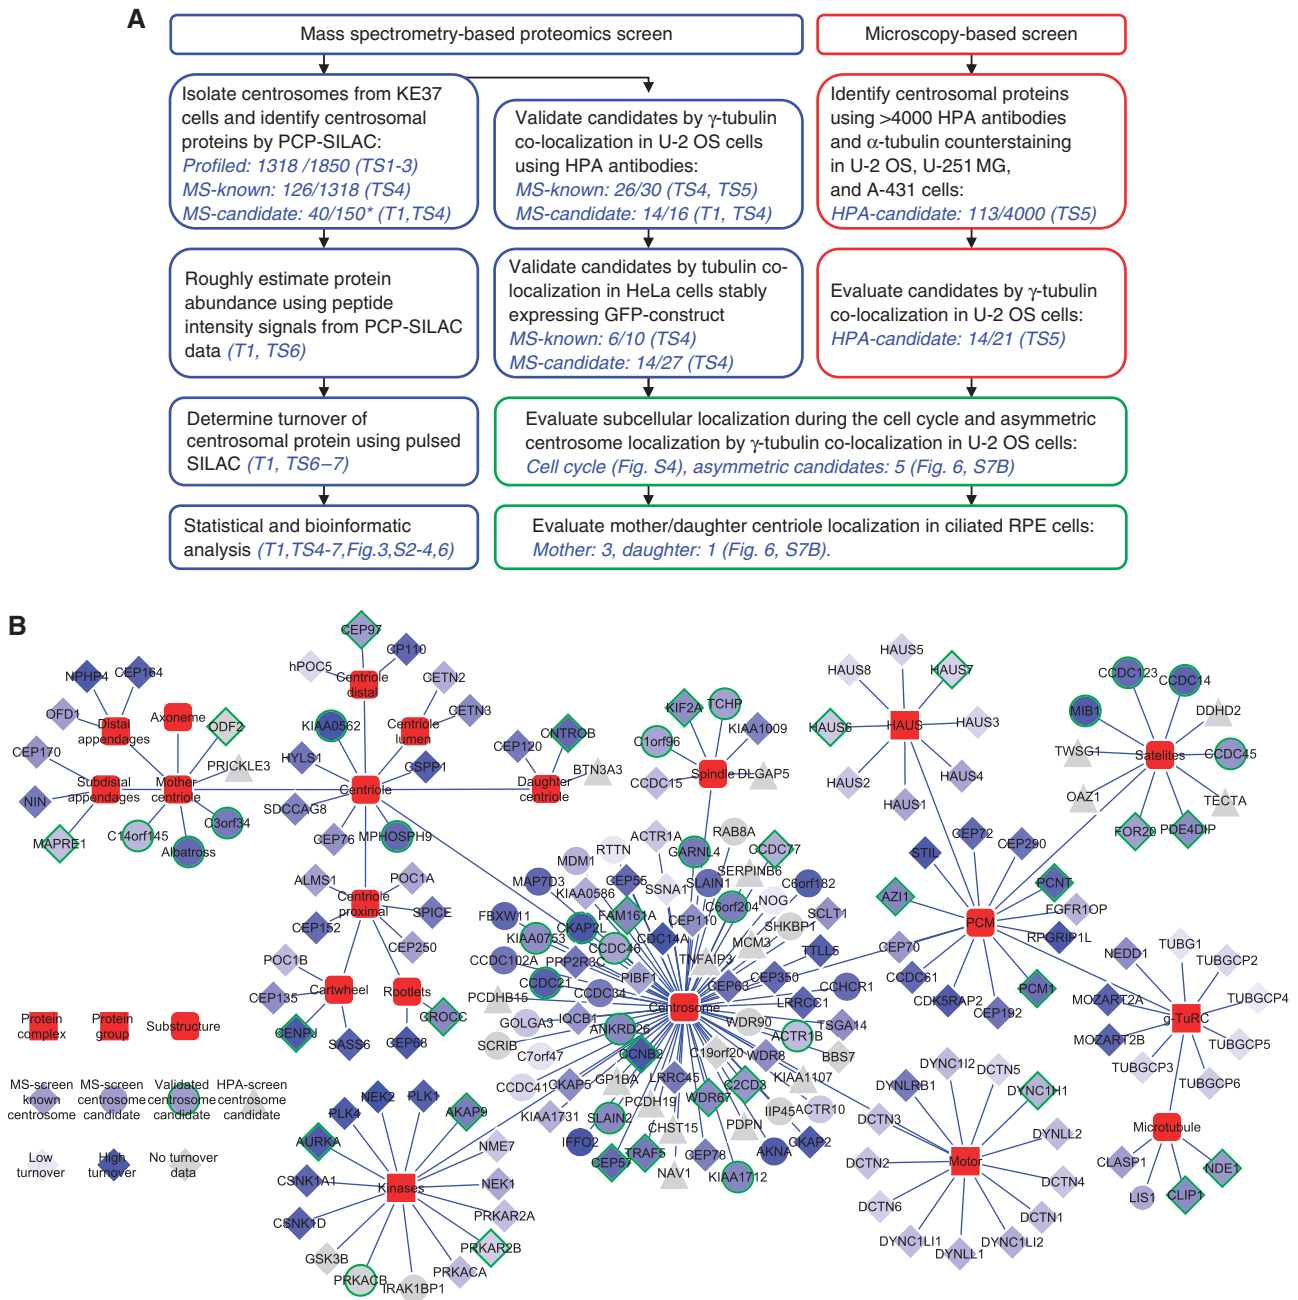 A
Mass spectrometry-based proteomics screen
Microscopy-based screen
Isolate centrosomes from KE37
cells and identify centrosomal
proteins by PCP-SILAC:
Profiled: 1318 /1850 (TS1-3)
MS-known: 126/1318 (TS4)
MS-candidate: 40/150* (T1,TS4)
Validate candidates by γ-tubulin
co-localization in U-2 OS cells
using HPA antibodies:
MS-known: 26/30 (TS4, TS5)
MS-candidate: 14/16 (T1, TS4)
Identify centrosomal proteins
using >4000 HPA antibodies
and α-tubulin counterstaining
in U-2 OS, U-251 MG,
and A-431 cells:
HPA-candidate: 113/4000 (TS5)
Roughly estimate protein
abundance using peptide
intensity signals from PCP-SILAC
data (T1, TS6)
Validate candidates by tubulin co-
localization in HeLa cells stably
expressing GFP-construct
MS-known: 6/10 (TS4)
MS-candidate: 14/27 (TS4)
Evaluate candidates by γ-tubulin
co-localization in U-2 OS cells:
HPA-candidate: 14/21 (TS5)
Determine turnover of
centrosomal protein using pulsed
SILAC (T1, TS6–7)
Evaluate subcellular localization during the cell cycle and asymmetric
centrosome localization by γ-tubulin co-localization in U-2 OS cells:
Cell cycle (Fig. S4), asymmetric candidates: 5 (Fig. 6, S7B)
Statistical and bioinformatic
analysis (T1,TS4-7,Fig.3,S2-4,6)
Evaluate mother/daughter centriole localization in ciliated RPE cells:
Mother: 3, daughter: 1 (Fig. 6, S7B).
B
NPHP4
CEP164
OFD1
Distal
appendages
Axoneme
ODF2
CEP170
PRICKLE3
Subdistal
appendages
Mother
centriole
NIN
MAPRE1
C14orf145
C3orf34
Albatross
CEP97
hPOC5
CP110
Centriole
distal
CETN2
KIAA0562
Centriole
lumen
CETN3
HYLS1
CSPP1
Centriole
SDCCAG8
CEP76
MPHOSPH9
CEP120
CNTROB
BTN3A3
Daughter
centriole
ALMS1
POC1A
Centriole
proximal
SPICE
CEP152
CEP250
POC1B
CEP135
Cartwheel
Rootlets
CENPJ
CROCC
SASS6
CEP68
KIF2A
TCHP
C1orf96
KIAA1009
CCDC15
Spindle
DLGAP5
HAUS5
HAUS8
HAUS7
HAUS6
HAUS
HAUS3
HAUS2
HAUS4
HAUS1
CCDC123
CCDC14
MIB1
DDHD2
TWSG1
Satellites
CCDC45
OAZ1
TECTA
FOR20
PDE4DIP
STIL
CEP72
CEP290
AZI1
PCNT
FGFR1OP
PCM
RPGRIP1L
CEP70
CCDC61
CDK5RAP2
CEP192
PCM1
NEDD1
TUBG1
TUBGCP2
MOZART2A
TUBGCP4
g-TuRC
MOZART2B
TUBGCP5
TUBGCP3
TUBGCP6
Microtubule
CLASP1
NDE1
LIS1
CLIP1
ACTR1A
RAB8A
RTTN
GARNL4
CCDC77
MDM1
MAP7D3
CEP55
SERPINB6
KIAA0586
SSNA1
SLAIN1
C6orf182
FBXW11
FAM161A
C6orf204
NOG
CKAP2L
CEP110
SCLT1
KIAA0753
SHKBP1
CCDC46
CDC14A
MCM3
TTLL5
CCDC102A
PPP2R3C
TNFAIP3
CCDC21
PIBF1
CEP63
CEP350
CCHCR1
PCDHB15
CCDC34
Centrosome
LRRC1
GOLGA3
IQCB1
ANKRD26
WDR90
TSGA14
SCRIB
ACTR1B
C7orf47
CCNB2
C19orf20
WDR8
BBS7
CCDC41
CKAP5
GP1BA
LRRC45
C2CD3
KIAA1107
PCDH19
WDR67
IIP45
ACTR10
KIAA1731
SLAIN2
CHST15
PDPN
IFFO2
CKAP2
CEP57
TRAF5
CEP78
AKNA
NAV1
KIAA1712
NEK2
PLK1
PLK4
AKAP9
AURKA
NME7
CSNK1A1
Kinases
NEK1
CSNK1D
PRKAR2A
GSK3B
PRKAR2B
PRKACB
IRAK1BP1
PRKACA
DYNC1I2
DYNLRB1
DCTN5
DYNC1H1
DCTN3
DYNLL2
DCTN2
Motor
DCTN4
DCTN6
DCTN1
DYNC1LI1
DYNLL1
DYNC1LI2
Protein
complex
Protein
group
Substructure
MS-screen
known
centrosome
MS-screen
centrosome
candidate
Validated
centrosome
candidate
HPA-screen
centrosome
candidate
Low
turnover
High
turnover
No turnover
data